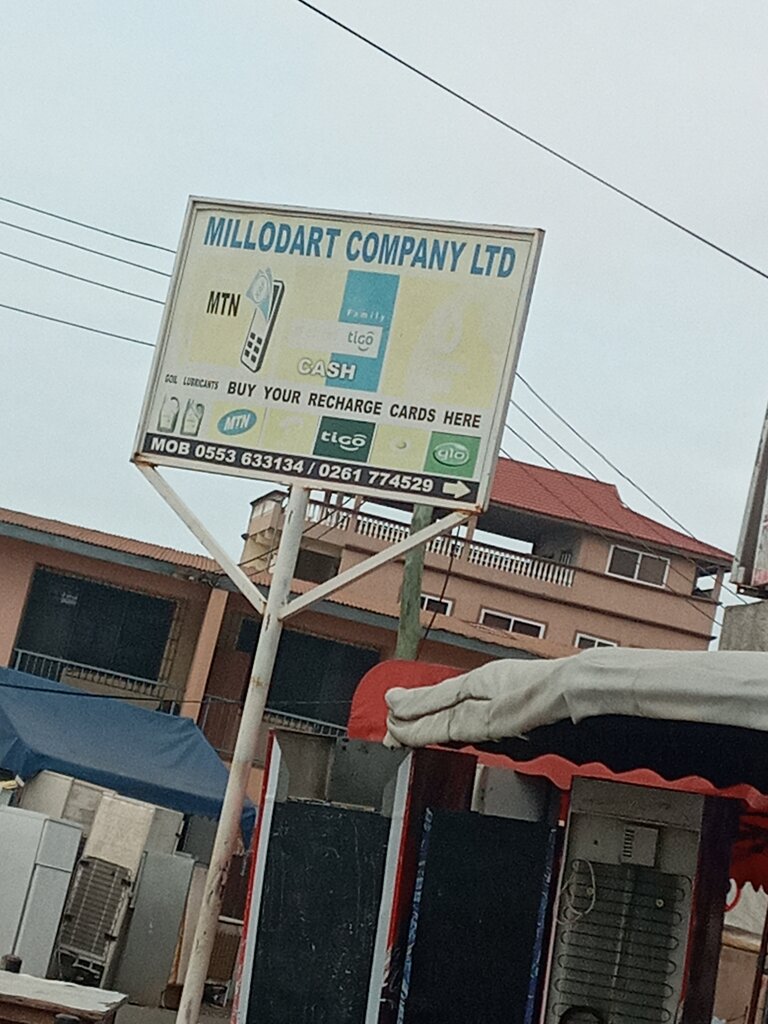 MILLODART COMPANY LTD
MTN
Family
tigo
CASH
GOIL LUBRICANTS
BUY YOUR RECHARGE CARDS HERE
MTN
tigo
glo
MOB 0553 633134 / 0261 774529